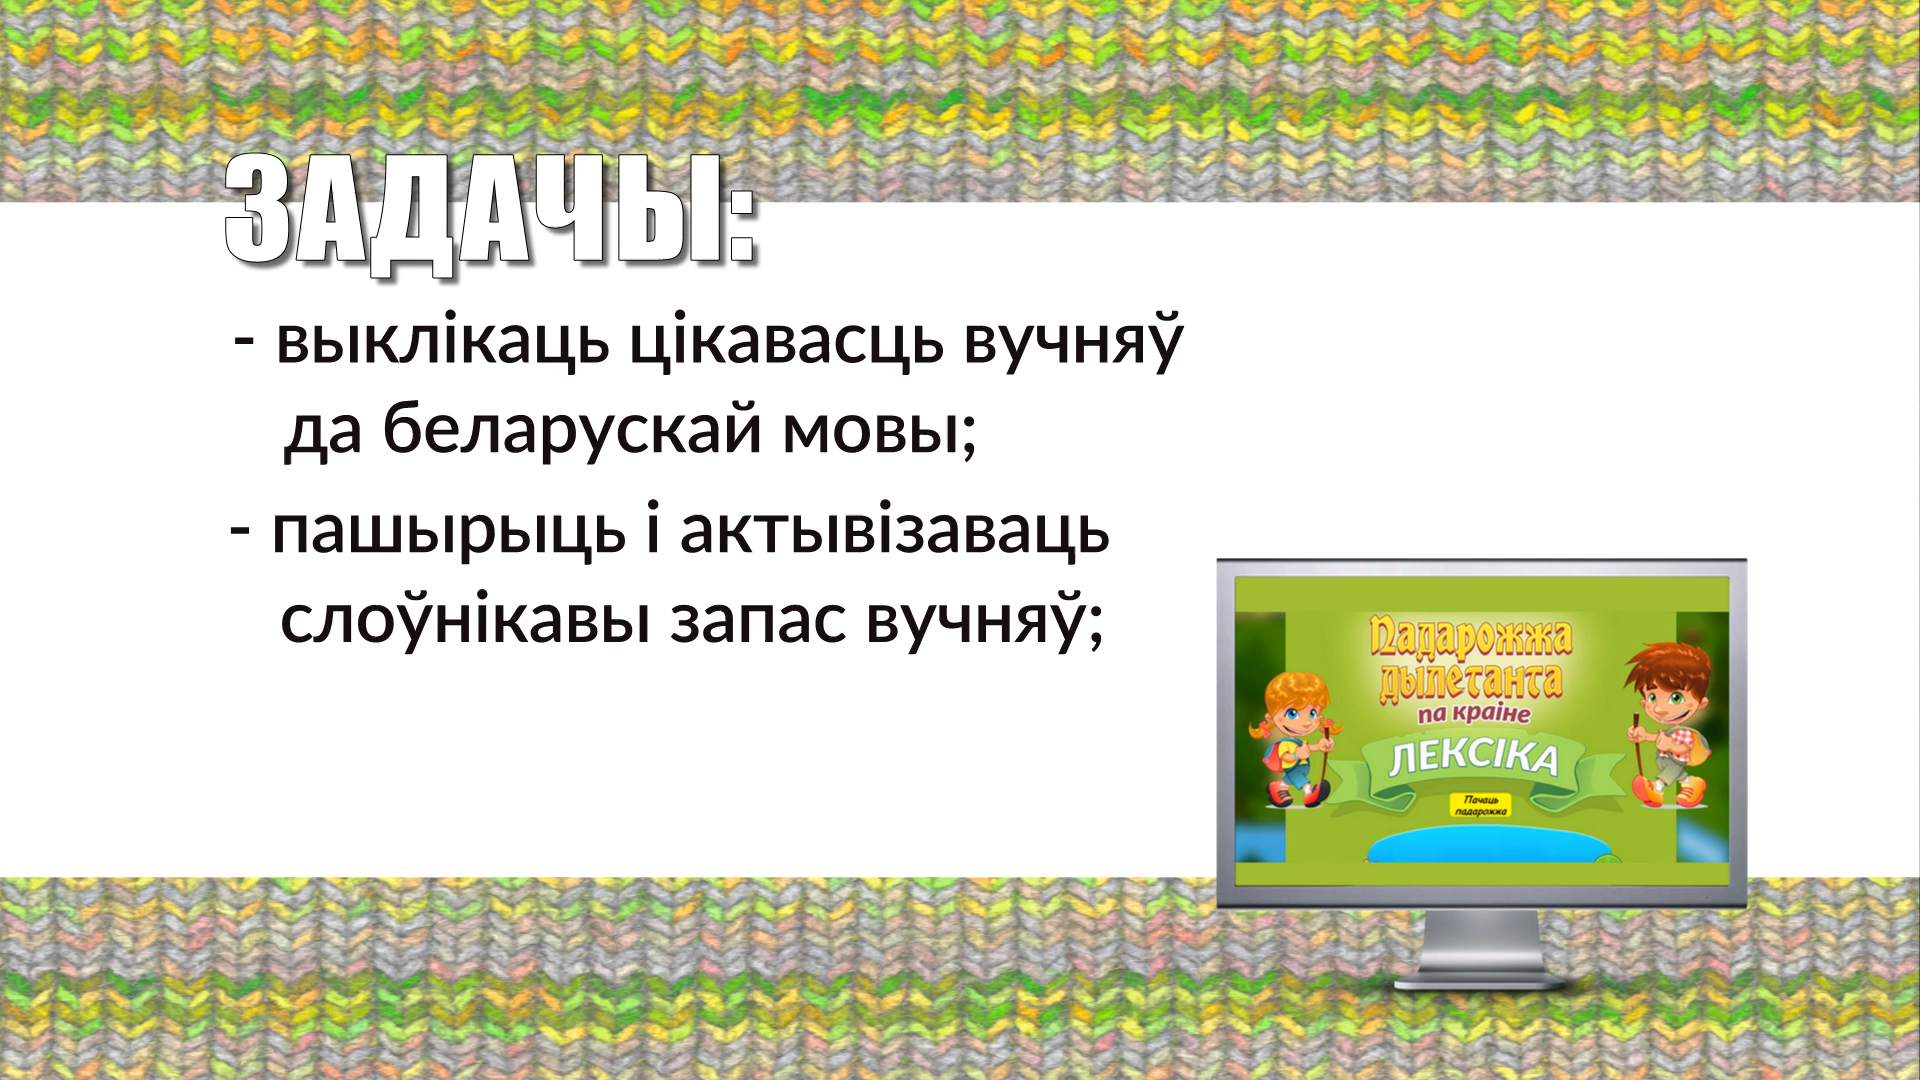 ЗАДАЧЫ:
- выклікаць цікавасць вучняў
да беларускай мовы;
- пашырыць і актывізаваць
слоўнікавы запас вучняў;
Падарожжа
дылетанта
па краіне
ЛЕКСІКА
Пачаць
падарожжа